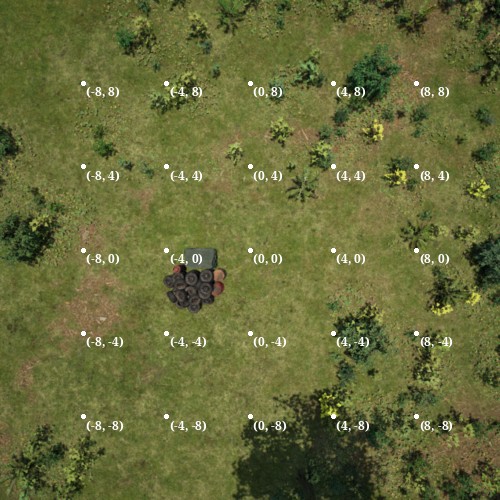 (-8, 8) (-4, 8) (0, 8) (4, 8) (8, 8)
(-8, 4) (-4, 4) (0, 4) (4, 4) (8, 4)
(-8, 0) (-4, 0) (0, 0) (4, 0) (8, 0)
(-8, -4) (-4, -4) (0, -4) (4, -4) (8, -4)
(-8, -8) (-4, -8) (0, -8) (4, -8) (8, -8)